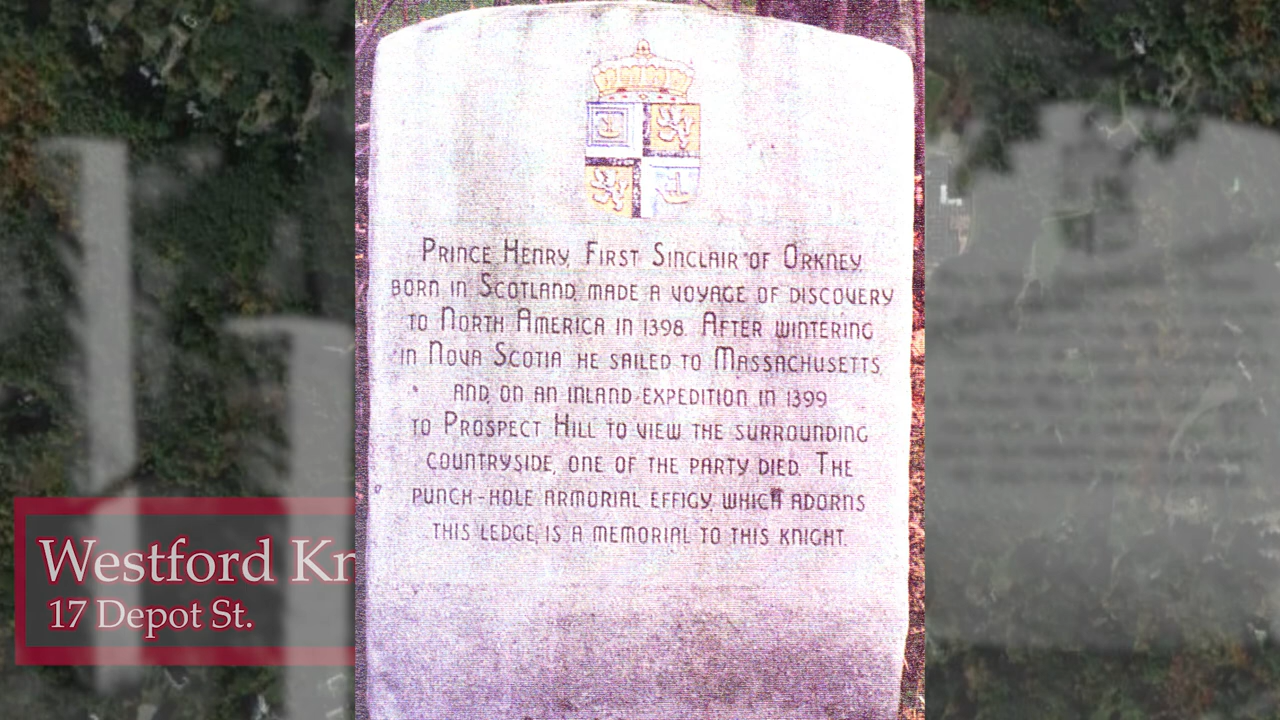 Prince Henry, First Sinclair of Orkney,
born in Scotland, made a voyage of discovery
to North America in 1398. After wintering
in Nova Scotia he sailed to Massachusetts,
and, on an inland expedition in 1399
to Prospect Hill to view the surrounding
countryside, one of the party died. The
punch-hole armorial effigy, which adorns
this ledge, is a memorial to this knight.
Westford Kn
17 Depot St.